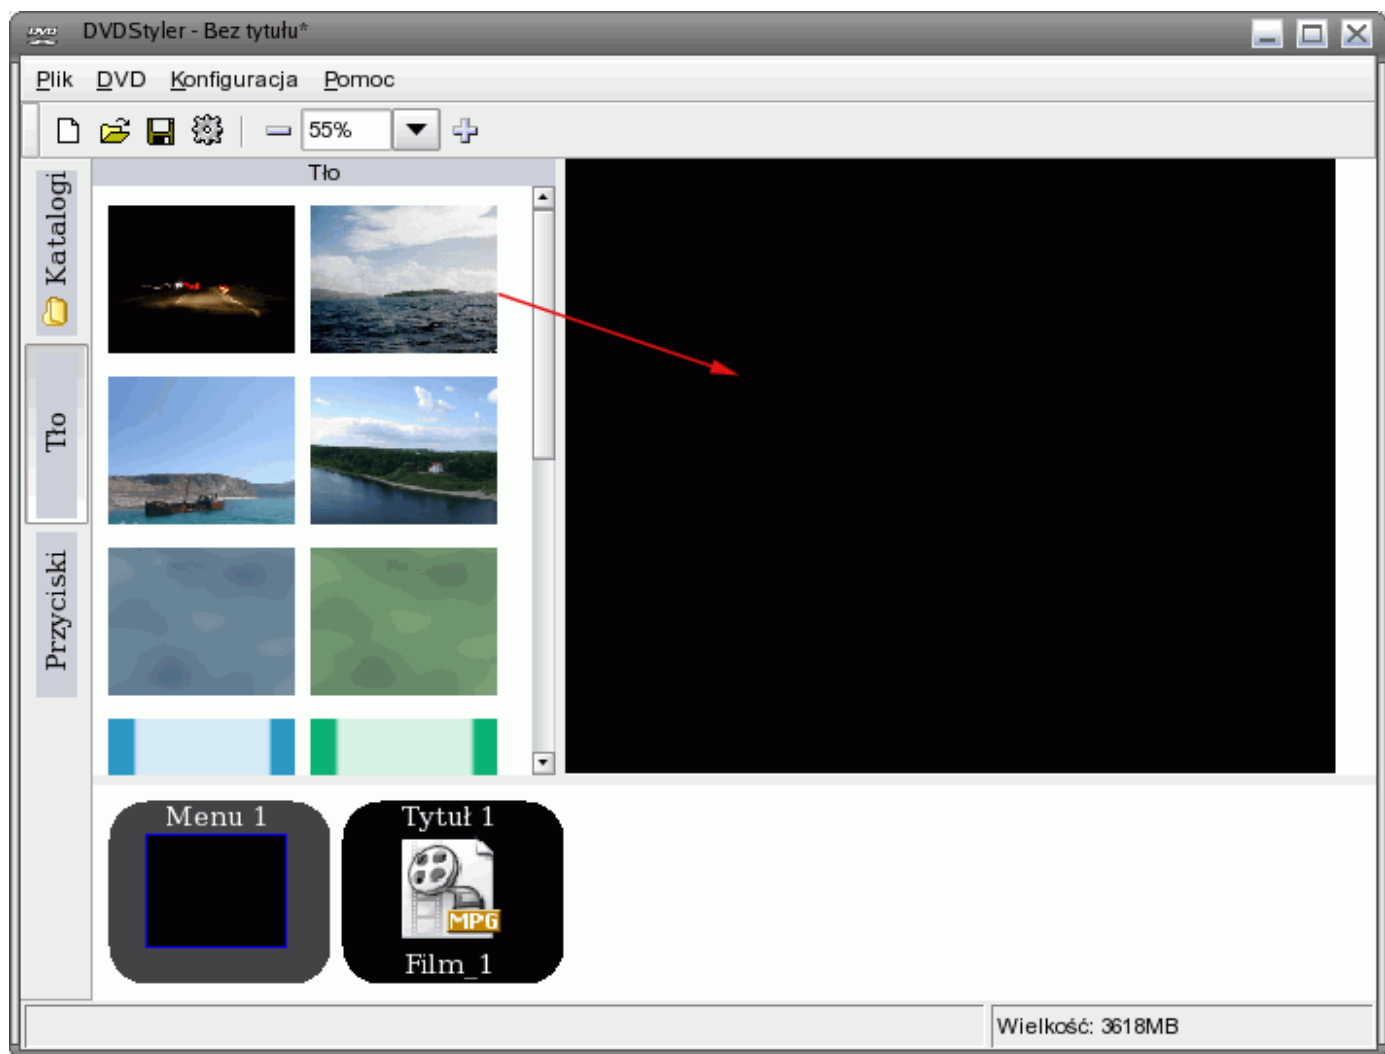 DVD
DVDStyler - Bez tytułu*
Plik DVD Konfiguracja Pomoc
55%
Katalogi
Tło
Przyciski
Tło
Menu 1
Tytuł 1
MPG
Film_1
Wielkość: 3618MB